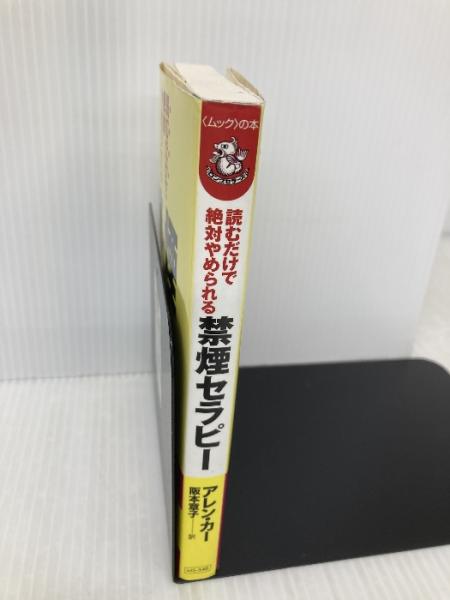 〈ムック〉の本
読むだけで
絶対やめられる
禁煙セラピー
アレン・カー
阪本章子──訳